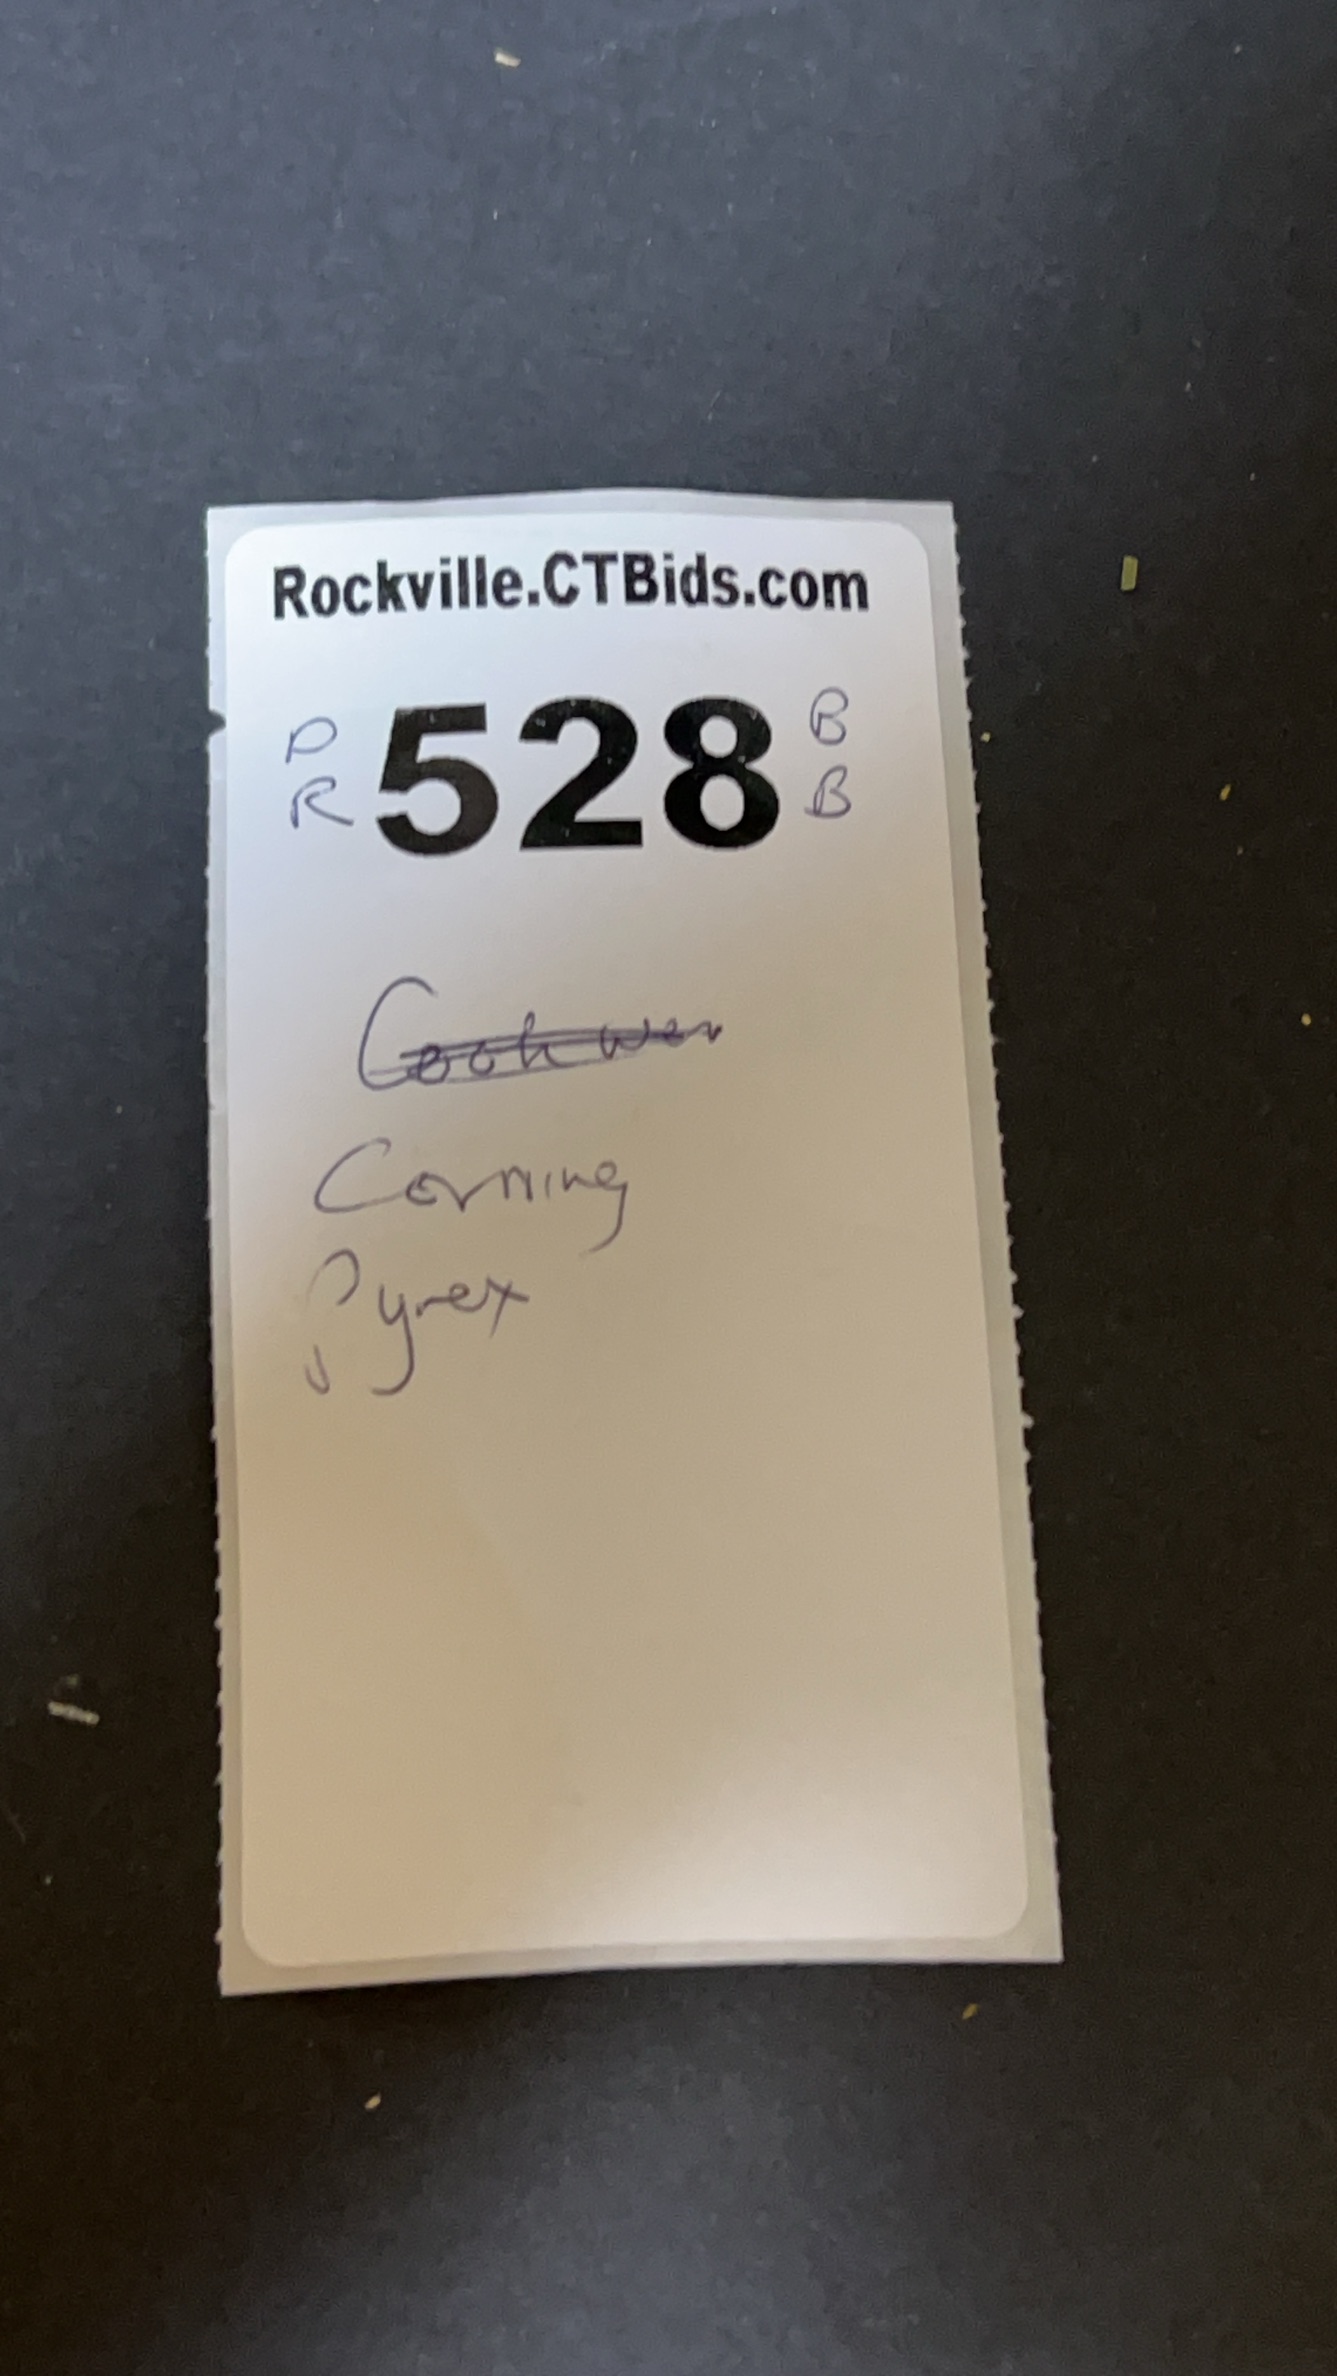 Rockville.CTBids.com
P 528 B
R B
Corning
Pyrex